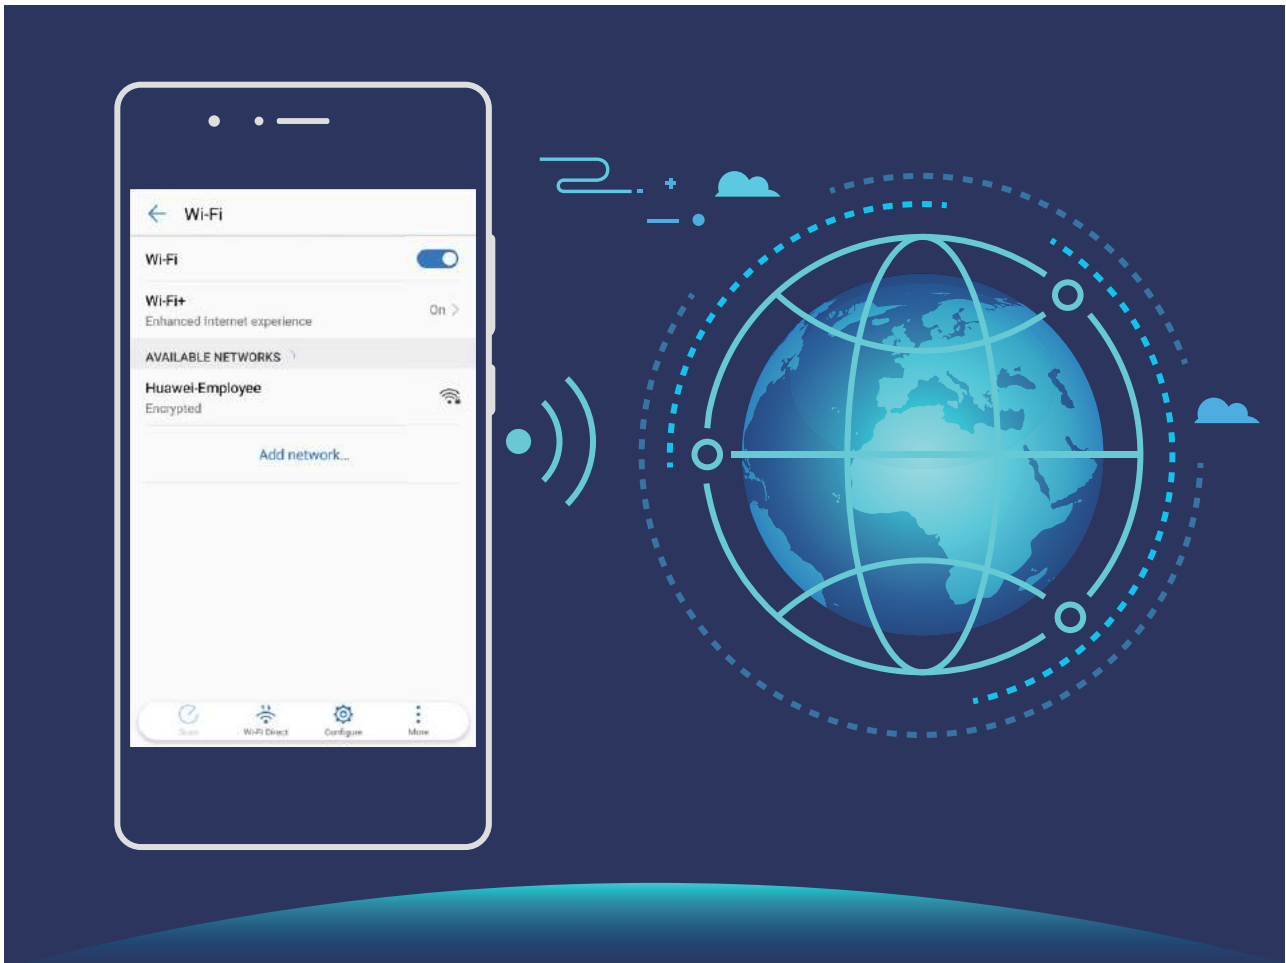 Wi-Fi
Wi-Fi
Wi-Fi+
On
Enhanced Internet experience
AVAILABLE NETWORKS
Huawei-Employee
Encrypted
Add network...
Scan
Wi-Fi Direct
Configure
More